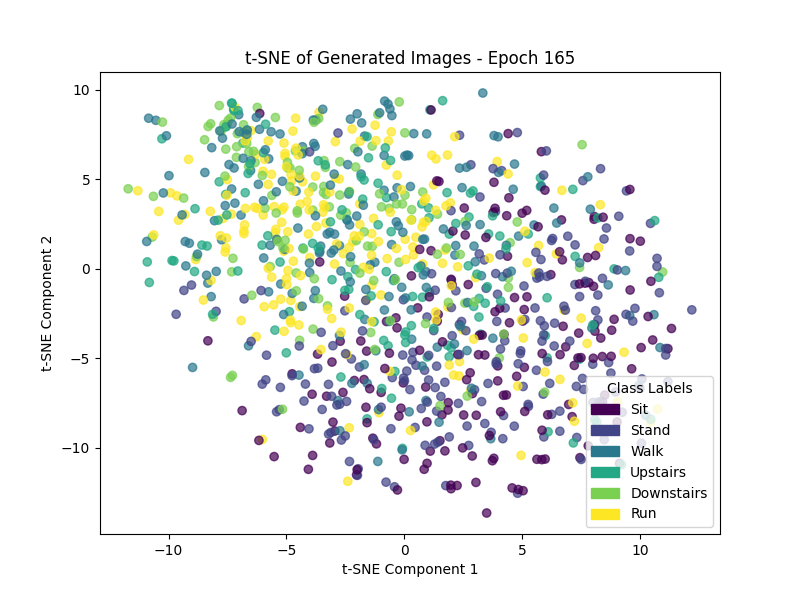 t-SNE of Generated Images - Epoch 165
t-SNE Component 2
10
5
0
−5
−10
Class Labels
Sit
Stand
Walk
Upstairs
Downstairs
Run
−10
−5
0
5
10
t-SNE Component 1